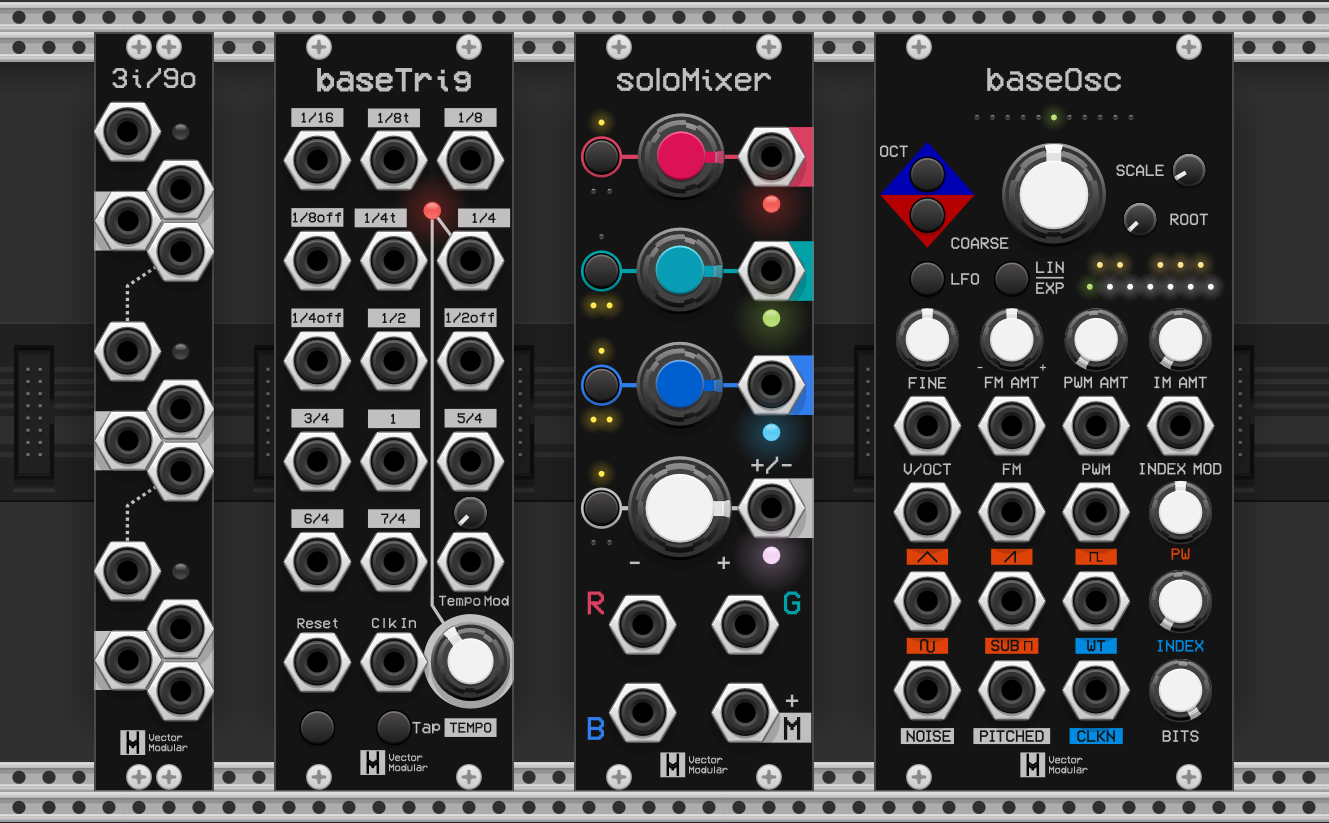 3i/9o
Vector
Modular
baseTrig
1/16 1/8t 1/8
1/8off 1/4t 1/4
1/4off 1/2 1/2off
3/4 1 5/4
6/4 7/4
Tempo Mod
Reset Clk In
Tap TEMPO
Vector
Modular
soloMixer
+/-
- +
R G
B + M
Vector
Modular
baseOsc
OCT
SCALE
ROOT
COARSE
LFO LIN
EXP
- +
FINE FM AMT PWM AMT IM AMT
V/OCT FM PWM INDEX MOD
PW
SUB WT INDEX
NOISE PITCHED CLKN BITS
Vector
Modular